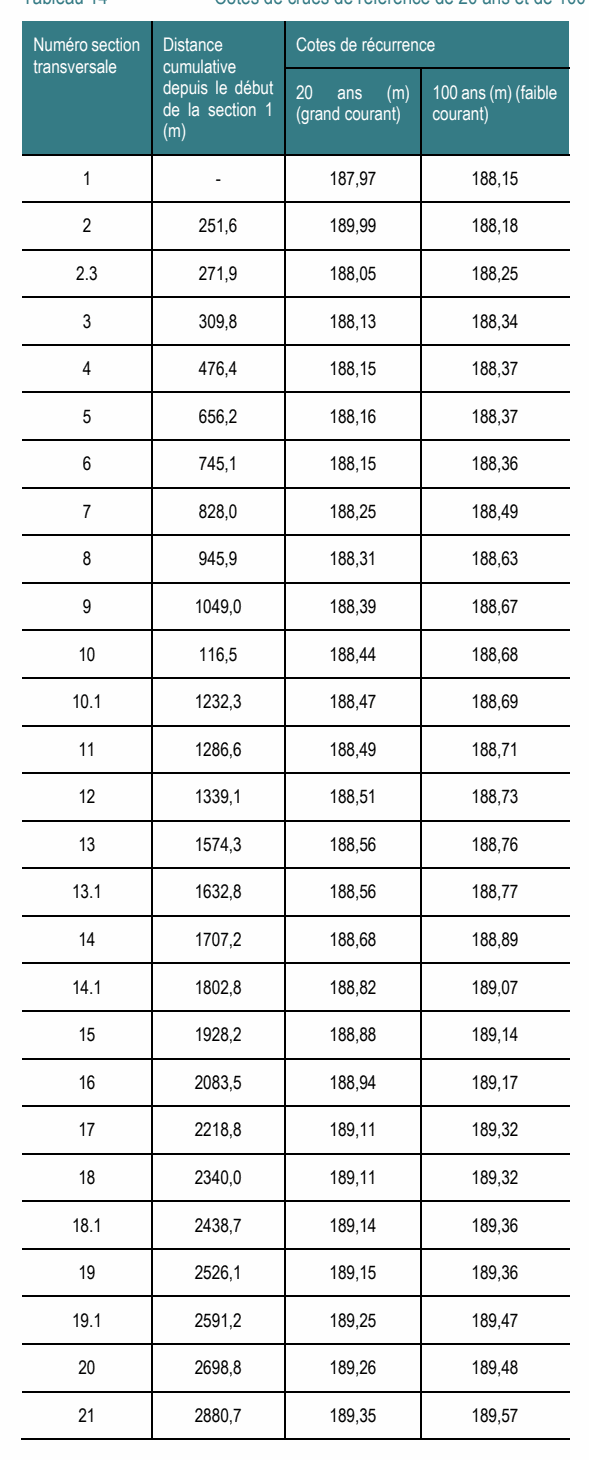 Tableau 14 Cotes de crues de référence de 20 ans et de 100
Numéro section
transversale
Distance
cumulative
depuis le début
de la section 1
(m)
Cotes de récurrence
20 ans (m)
(grand courant)
100 ans (m) (faible
courant)
1 - 187,97 188,15
2 251,6 189,99 188,18
2.3 271,9 188,05 188,25
3 309,8 188,13 188,34
4 476,4 188,15 188,37
5 656,2 188,16 188,37
6 745,1 188,15 188,36
7 828,0 188,25 188,49
8 945,9 188,31 188,63
9 1049,0 188,39 188,67
10 116,5 188,44 188,68
10.1 1232,3 188,47 188,69
11 1286,6 188,49 188,71
12 1339,1 188,51 188,73
13 1574,3 188,56 188,76
13.1 1632,8 188,56 188,77
14 1707,2 188,68 188,89
14.1 1802,8 188,82 189,07
15 1928,2 188,88 189,14
16 2083,5 188,94 189,17
17 2218,8 189,11 189,32
18 2340,0 189,11 189,32
18.1 2438,7 189,14 189,36
19 2526,1 189,15 189,36
19.1 2591,2 189,25 189,47
20 2698,8 189,26 189,48
21 2880,7 189,35 189,57